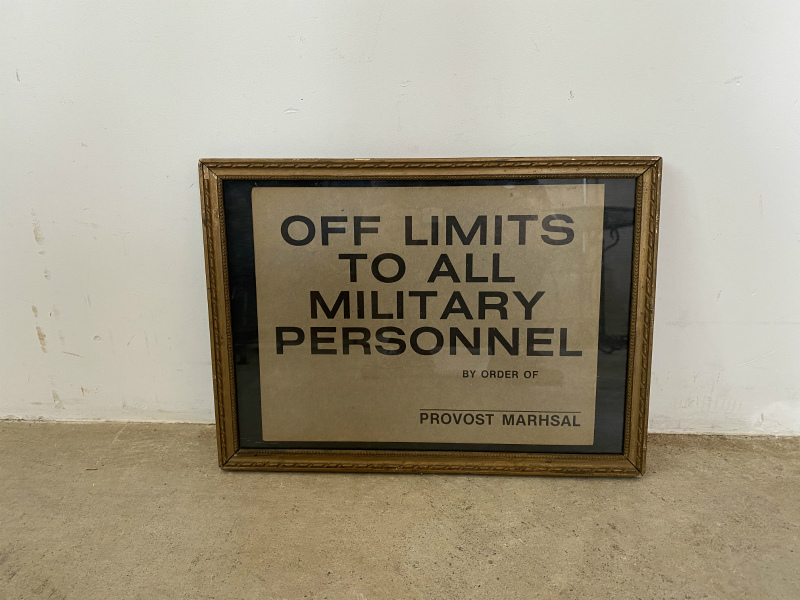 OFF LIMITS
TO ALL
MILITARY
PERSONNEL
BY ORDER OF
PROVOST MARHSAL